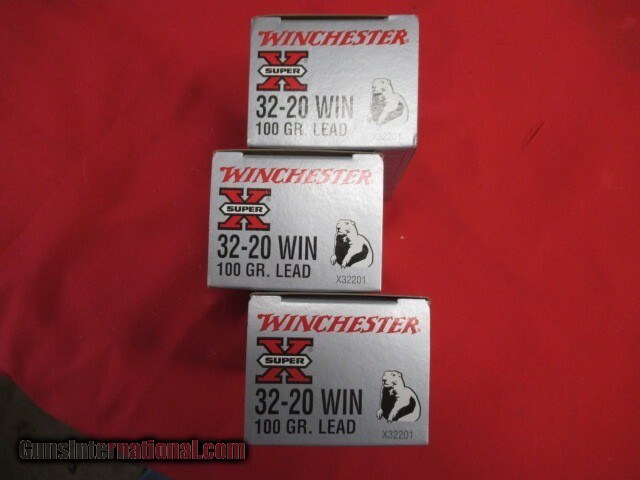 WINCHESTER
X
SUPER
32-20 WIN
100 GR. LEAD
X32201
WINCHESTER
X
SUPER
32-20 WIN
100 GR. LEAD
X32201
WINCHESTER
X
SUPER
32-20 WIN
100 GR. LEAD
X32201
GunsInternational.com